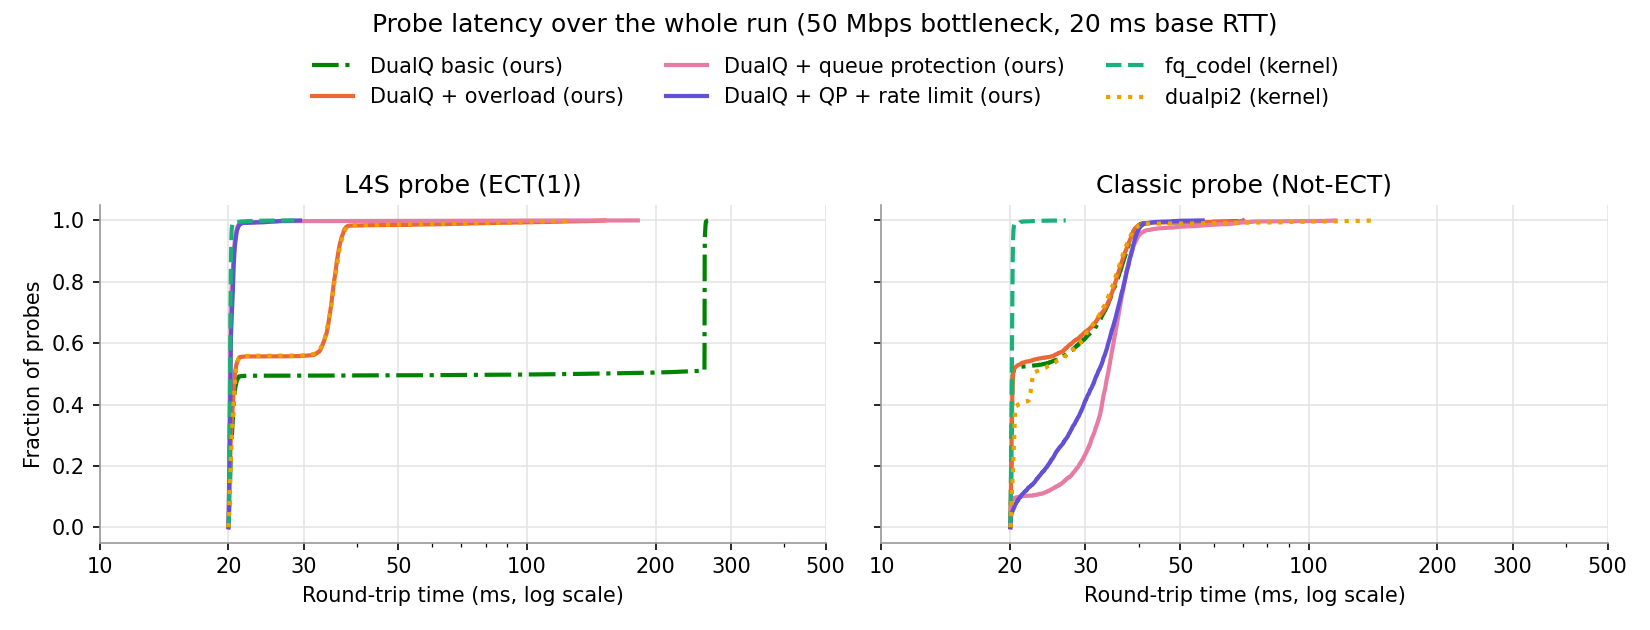 Probe latency over the whole run (50 Mbps bottleneck, 20 ms base RTT)
DualQ basic (ours)
DualQ + overload (ours)
DualQ + queue protection (ours)
DualQ + QP + rate limit (ours)
fq_codel (kernel)
dualpi2 (kernel)
L4S probe (ECT(1))
Fraction of probes
1.0
0.8
0.6
0.4
0.2
0.0
10 20 30 50 100 200 300 500
Round-trip time (ms, log scale)
Classic probe (Not-ECT)
10 20 30 50 100 200 300 500
Round-trip time (ms, log scale)